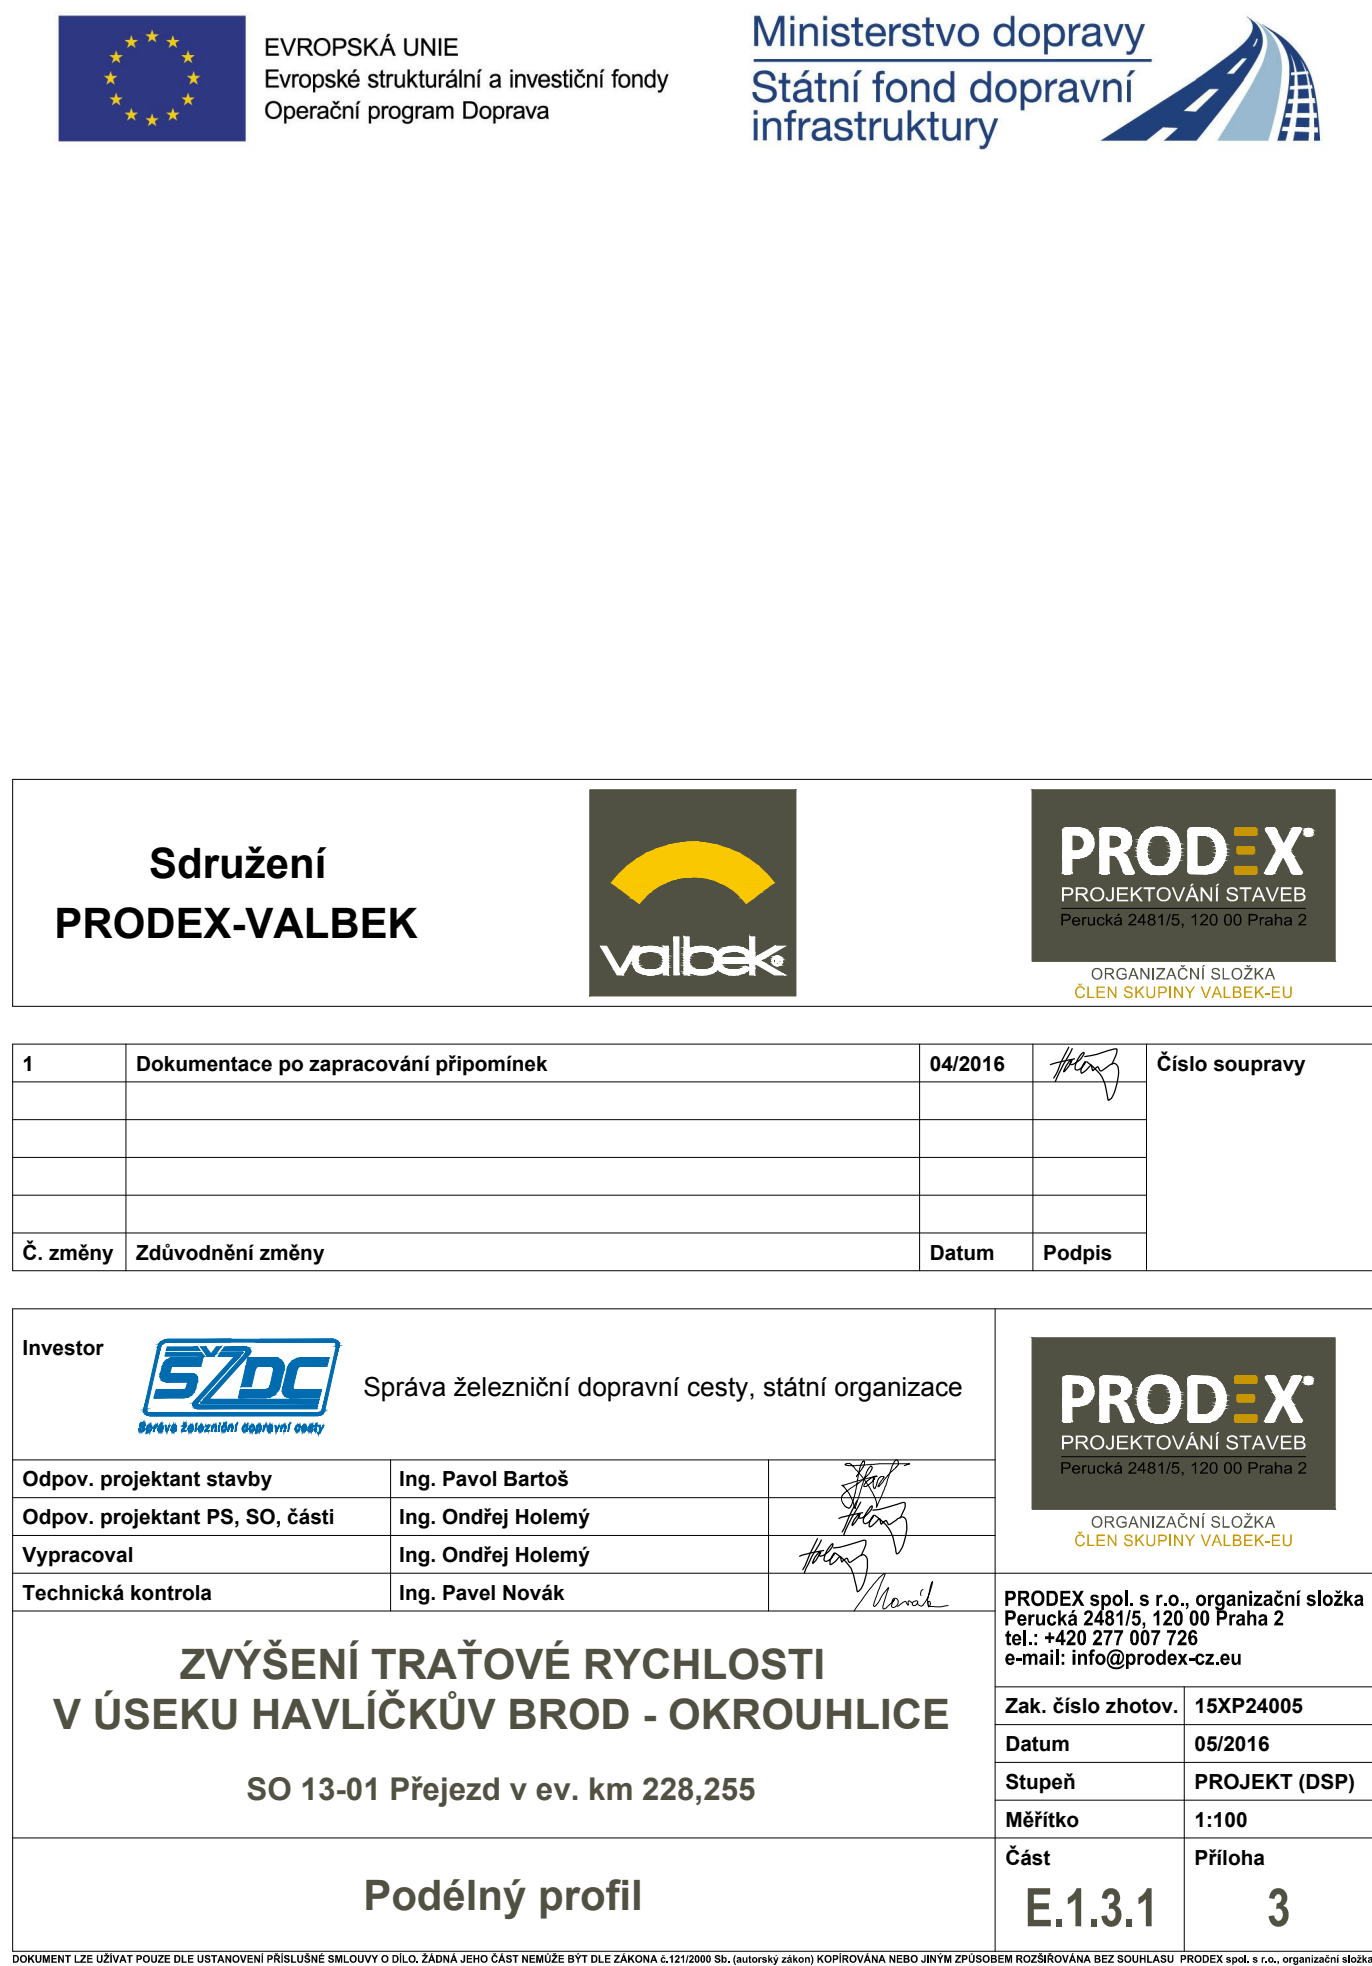 EVROPSKÁ UNIE
Evropské strukturální a investiční fondy
Operační program Doprava
Ministerstvo dopravy
Státní fond dopravní
infrastruktury
Sdružení
PRODEX-VALBEK
valbek
PRODEX
PROJEKTOVÁNÍ STAVEB
Perucká 2481/5, 120 00 Praha 2
ORGANIZAČNÍ SLOŽKA
ČLEN SKUPINY VALBEK-EU
1 Dokumentace po zapracování připomínek 04/2016 Holemý Číslo soupravy
Č. změny Zdůvodnění změny Datum Podpis
Investor
SŽDC
Správa železniční dopravní cesty
Správa železniční dopravní cesty, státní organizace
PRODEX
PROJEKTOVÁNÍ STAVEB
Perucká 2481/5, 120 00 Praha 2
ORGANIZAČNÍ SLOŽKA
ČLEN SKUPINY VALBEK-EU
Odpov. projektant stavby Ing. Pavol Bartoš
Odpov. projektant PS, SO, části Ing. Ondřej Holemý Holemý
Vypracoval Ing. Ondřej Holemý Holemý
Technická kontrola Ing. Pavel Novák Novák
PRODEX spol. s r.o., organizační složka
Perucká 2481/5, 120 00 Praha 2
tel.: +420 277 007 726
e-mail: info@prodex-cz.eu
ZVÝŠENÍ TRAŤOVÉ RYCHLOSTI
V ÚSEKU HAVLÍČKŮV BROD - OKROUHLICE
SO 13-01 Přejezd v ev. km 228,255
Zak. číslo zhotov. 15XP24005
Datum 05/2016
Stupeň PROJEKT (DSP)
Měřítko 1:100
Podélný profil
Část Příloha
E.1.3.1 3
DOKUMENT LZE UŽÍVAT POUZE DLE USTANOVENÍ PŘÍSLUŠNÉ SMLOUVY O DÍLO. ŽÁDNÁ JEHO ČÁST NEMŮŽE BÝT DLE ZÁKONA č.121/2000 Sb. (autorský zákon) KOPÍROVÁNA NEBO JINÝM ZPŮSOBEM ROZŠIŘOVÁNA BEZ SOUHLASU PRODEX spol. s r.o., organizační složka